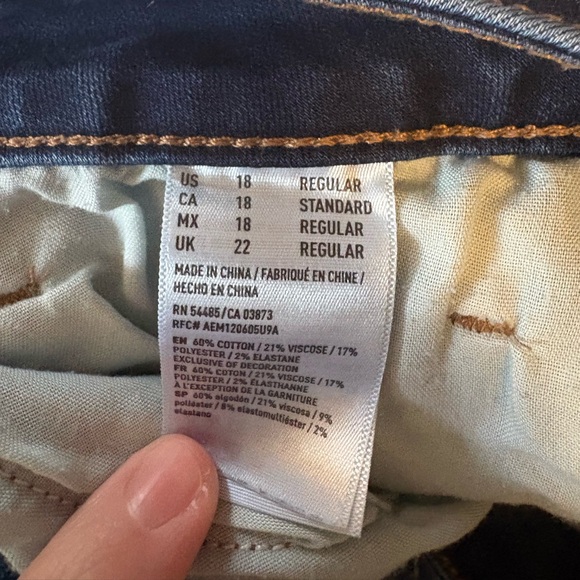 US 18 REGULAR
CA 18 STANDARD
MX 18 REGULAR
UK 22 REGULAR
MADE IN CHINA / FABRIQUÉ EN CHINE /
HECHO EN CHINA
RN 54485/CA 03873
RFC# AEM120605U9A
EN 60% COTTON / 21% VISCOSE / 17%
POLYESTER / 2% ELASTANE
EXCLUSIVE OF DECORATION
FR 60% COTON / 21% VISCOSE / 17%
POLYESTER / 2% ÉLASTHANNE
À L'EXCEPTION DE LA GARNITURE
SP 60% algodón / 21% viscosa / 9%
poliéster / 8% elastomultiéster / 2%
elastano